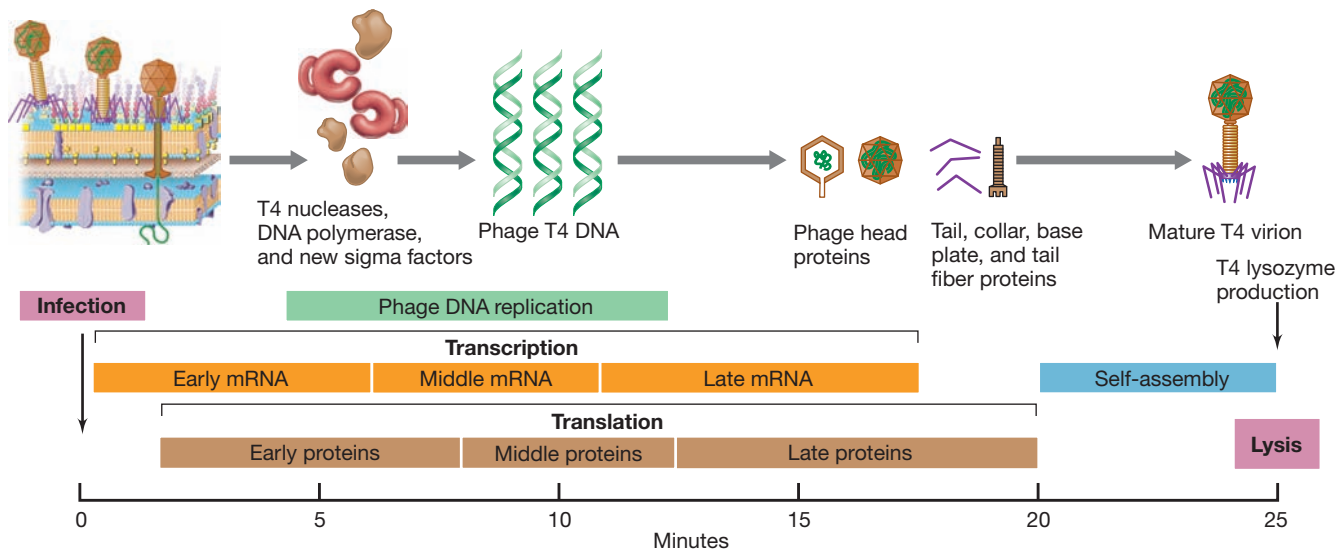 T4 nucleases,
DNA polymerase,
and new sigma factors
Phage T4 DNA
Phage head
proteins
Tail, collar, base
plate, and tail
fiber proteins
Mature T4 virion
T4 lysozyme
production
Infection
Phage DNA replication
Transcription
Early mRNA
Middle mRNA
Late mRNA
Self-assembly
Translation
Early proteins
Middle proteins
Late proteins
Lysis
0
5
10
15
20
25
Minutes